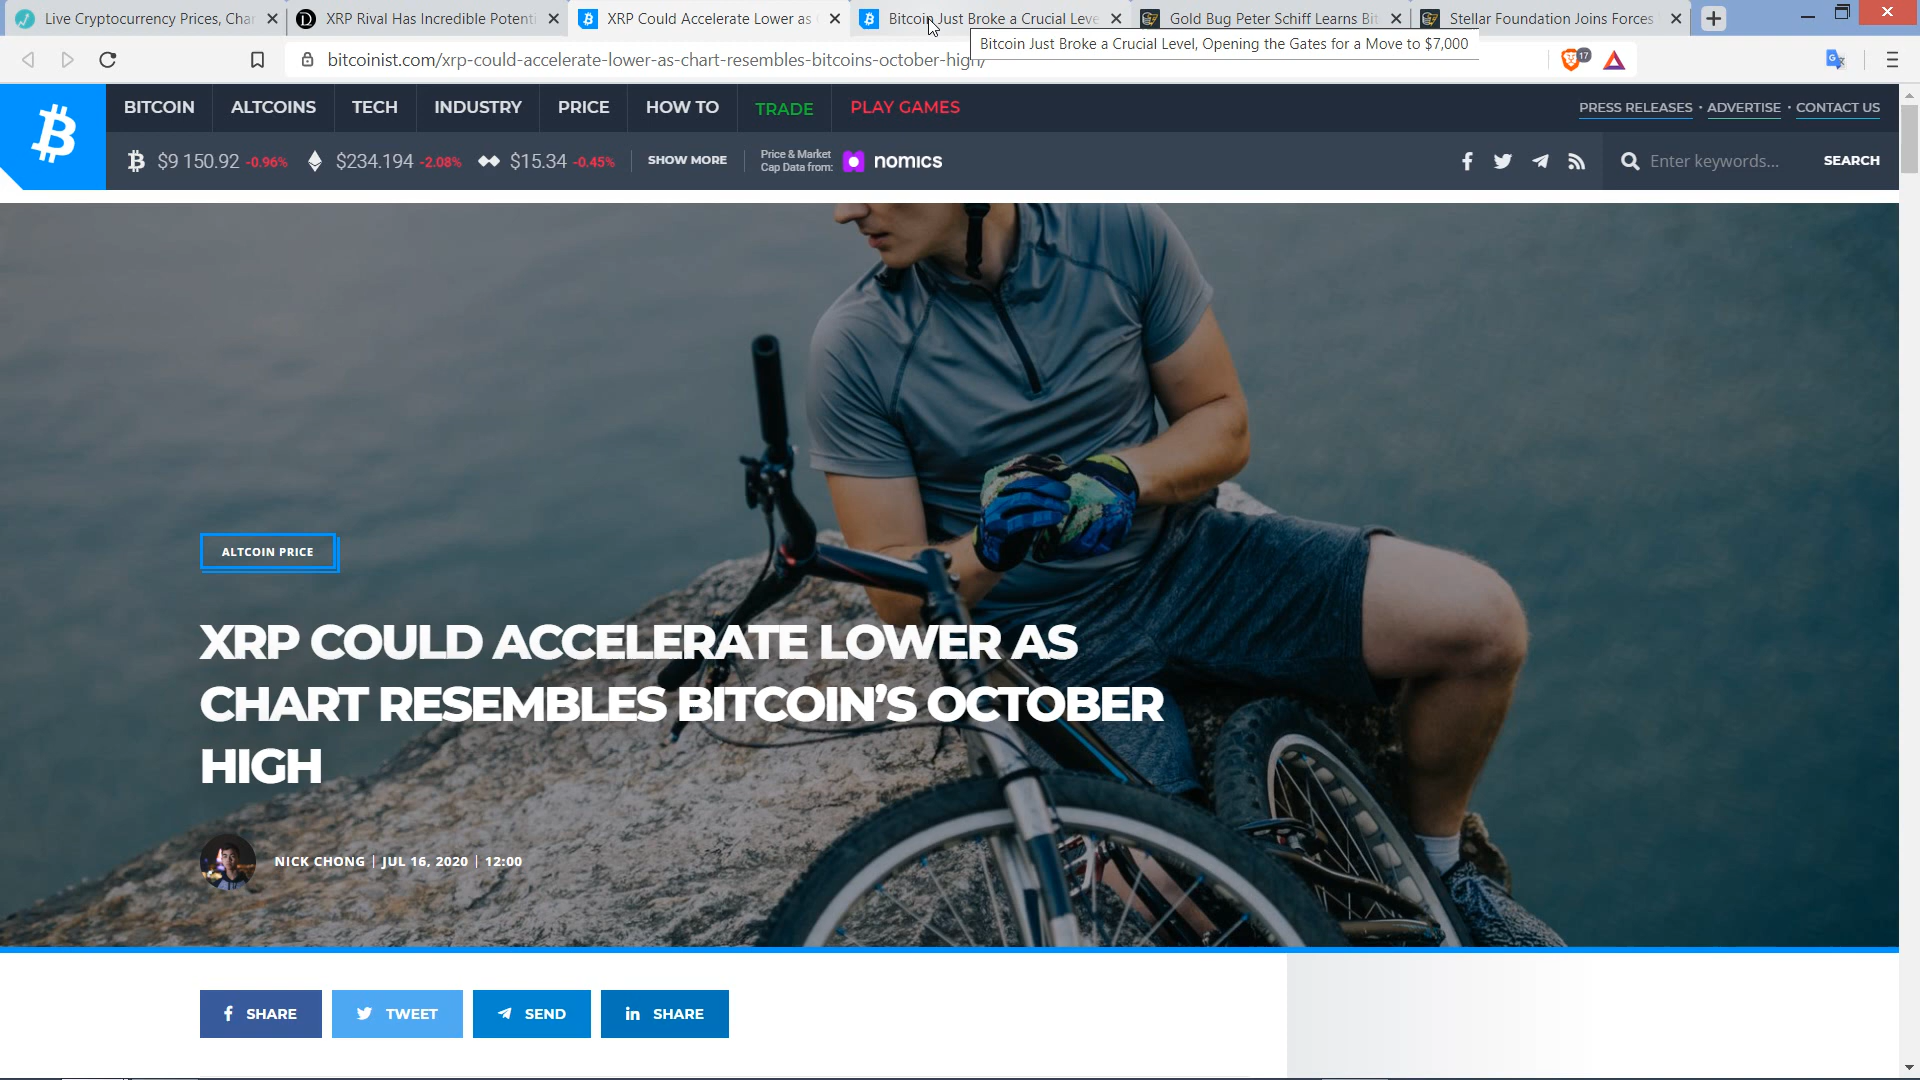 Live Cryptocurrency Prices, Char
XRP Rival Has Incredible Potenti
XRP Could Accelerate Lower as
Bitcoin Just Broke a Crucial Leve
Gold Bug Peter Schiff Learns Bit
Stellar Foundation Joins Forces
Bitcoin Just Broke a Crucial Level, Opening the Gates for a Move to $7,000
bitcoinist.com/xrp-could-accelerate-lower-as-chart-resembles-bitcoins-october-high/
17
BITCOIN
ALTCOINS
TECH
INDUSTRY
PRICE
HOW TO
TRADE
PLAY GAMES
PRESS RELEASES • ADVERTISE • CONTACT US
$9 150.92 -0.96%
$234.194 -2.08%
$15.34 -0.45%
SHOW MORE
Price & Market
Cap Data from:
nomics
Enter keywords...
SEARCH
ALTCOIN PRICE
XRP COULD ACCELERATE LOWER AS
CHART RESEMBLES BITCOIN’S OCTOBER
HIGH
NICK CHONG | JUL 16, 2020 | 12:00
SHARE
TWEET
SEND
SHARE